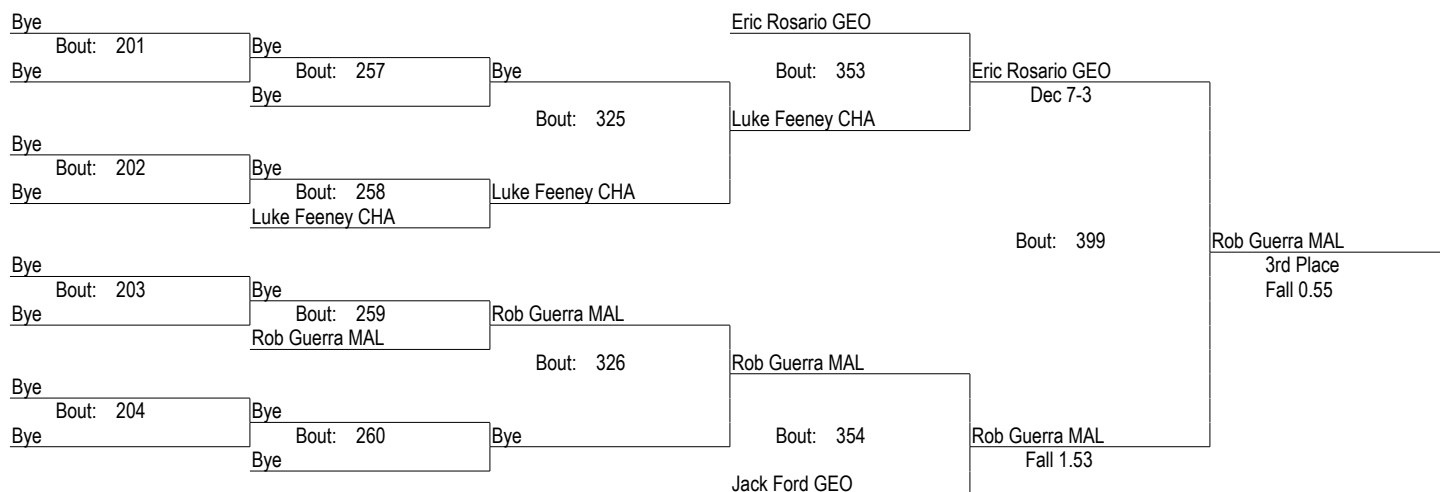 Bye
Eric Rosario GEO
Bout: 201
Bye
Bye
Bout: 257
Bye
Bout: 353
Eric Rosario GEO
Bye
Dec 7-3
Bout: 325
Luke Feeney CHA
Bye
Bout: 202
Bye
Bye
Bout: 258
Luke Feeney CHA
Luke Feeney CHA
Bout: 399
Rob Guerra MAL
Bye
3rd Place
Bout: 203
Bye
Fall 0.55
Bye
Bout: 259
Rob Guerra MAL
Rob Guerra MAL
Bout: 326
Rob Guerra MAL
Bye
Bout: 204
Bye
Bye
Bout: 260
Bye
Bout: 354
Rob Guerra MAL
Bye
Fall 1.53
Jack Ford GEO